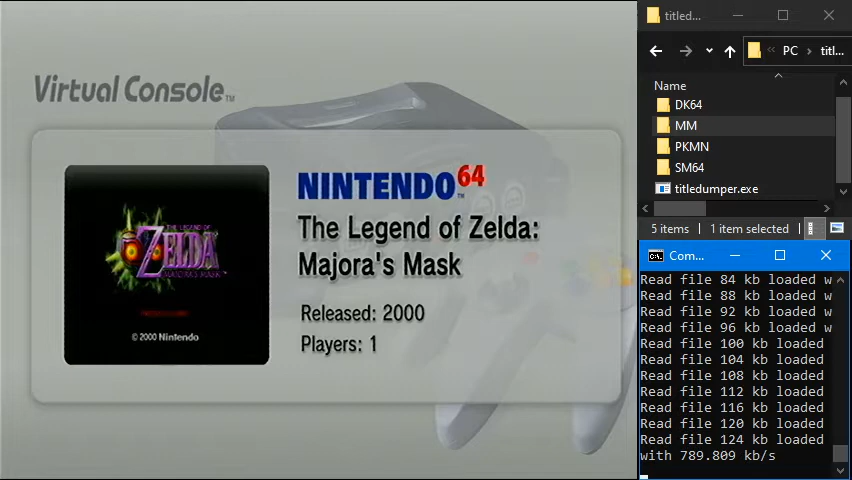 Virtual Console™
THE LEGEND OF
ZELDA
MAJORA'S MASK
© 2000 Nintendo
NINTENDO 64™
The Legend of Zelda:
Majora's Mask
Released: 2000
Players: 1
titled...
PC
titl...
Name
DK64
MM
PKMN
SM64
titledumper.exe
5 items
1 item selected
C:\.
Com...
Read file 84 kb loaded w
Read file 88 kb loaded w
Read file 92 kb loaded w
Read file 96 kb loaded w
Read file 100 kb loaded
Read file 104 kb loaded
Read file 108 kb loaded
Read file 112 kb loaded
Read file 116 kb loaded
Read file 120 kb loaded
Read file 124 kb loaded
with 789.809 kb/s